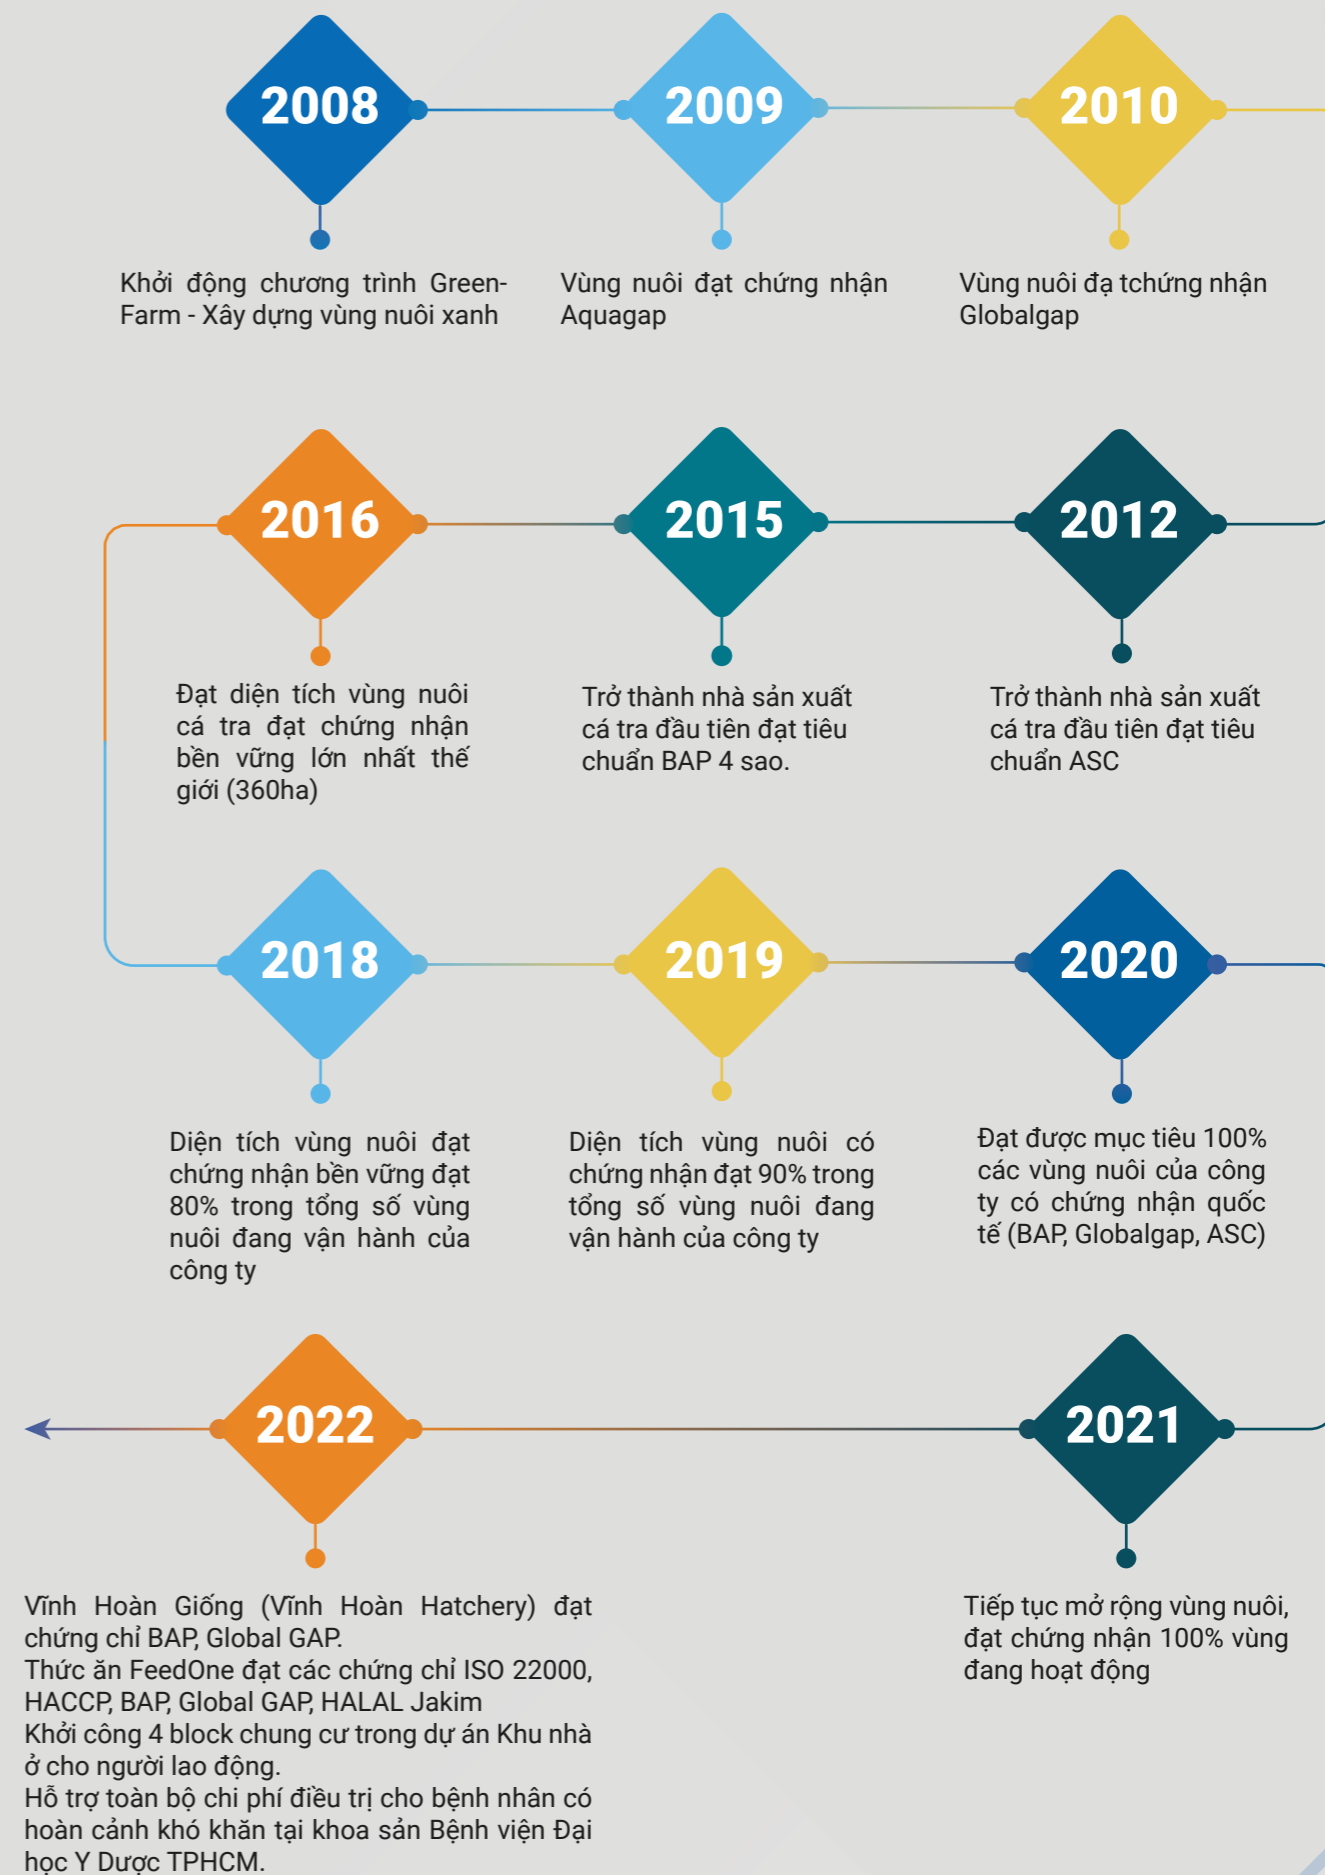 2008
Khởi động chương trình Green-
Farm - Xây dựng vùng nuôi xanh
2009
Vùng nuôi đạt chứng nhận
Aquagap
2010
Vùng nuôi đạ tchứng nhận
Globalgap
2012
Trở thành nhà sản xuất
cá tra đầu tiên đạt tiêu
chuẩn ASC
2015
Trở thành nhà sản xuất
cá tra đầu tiên đạt tiêu
chuẩn BAP 4 sao.
2016
Đạt diện tích vùng nuôi
cá tra đạt chứng nhận
bền vững lớn nhất thế
giới (360ha)
2018
Diện tích vùng nuôi đạt
chứng nhận bền vững đạt
80% trong tổng số vùng
nuôi đang vận hành của
công ty
2019
Diện tích vùng nuôi có
chứng nhận đạt 90% trong
tổng số vùng nuôi đang
vận hành của công ty
2020
Đạt được mục tiêu 100%
các vùng nuôi của công
ty có chứng nhận quốc
tế (BAP, Globalgap, ASC)
2021
Tiếp tục mở rộng vùng nuôi,
đạt chứng nhận 100% vùng
đang hoạt động
2022
Vĩnh Hoàn Giống (Vĩnh Hoàn Hatchery) đạt
chứng chỉ BAP, Global GAP.
Thức ăn FeedOne đạt các chứng chỉ ISO 22000,
HACCP, BAP, Global GAP, HALAL Jakim
Khởi công 4 block chung cư trong dự án Khu nhà
ở cho người lao động.
Hỗ trợ toàn bộ chi phí điều trị cho bệnh nhân có
hoàn cảnh khó khăn tại khoa sản Bệnh viện Đại
học Y Dược TPHCM.